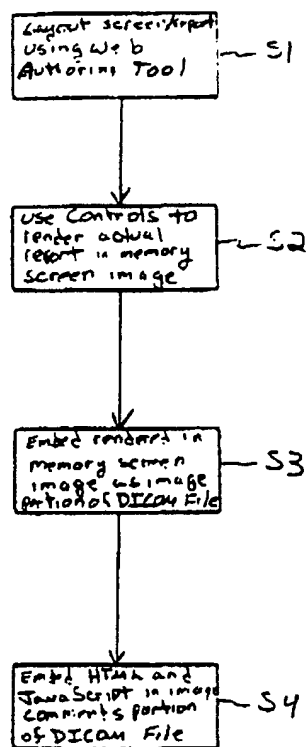 Layout screen/report
using Web
Authoring Tool
S1
Use Controls to
render actual
report in memory
screen image
S2
Embed rendered in
memory screen
image as image
portion of DICOM File
S3
Embed HTML and
JavaScript in image
comments portion
of DICOM File
S4